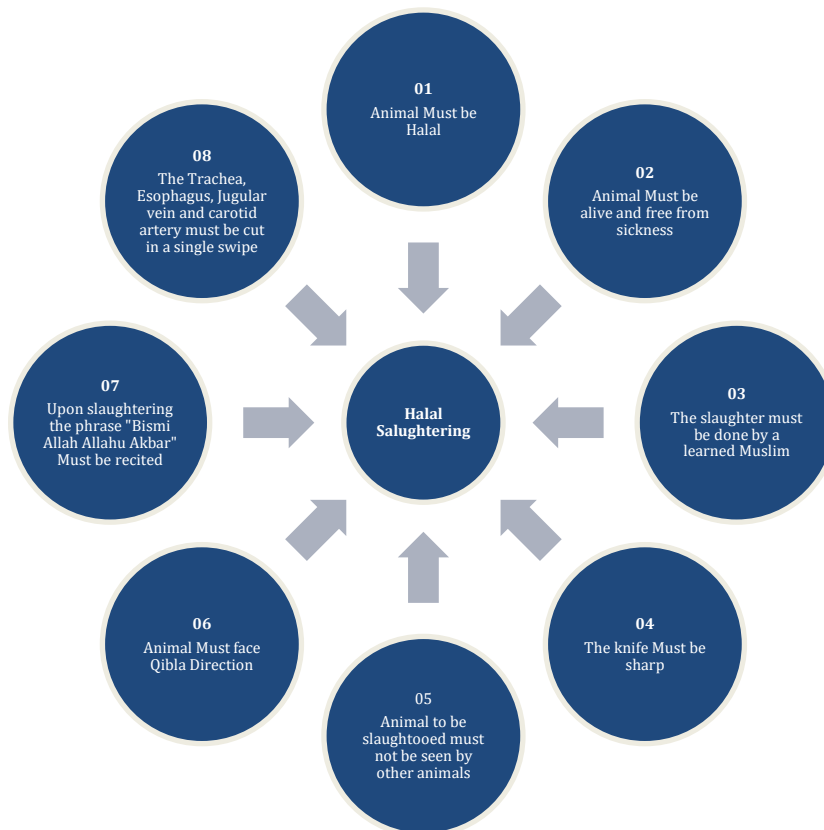 01
Animal Must be
Halal
02
Animal Must be
alive and free from
sickness
03
The slaughter must
be done by a
learned Muslim
04
The knife Must be
sharp
05
Animal to be
slaughtooed must
not be seen by
other animals
06
Animal Must face
Qibla Direction
07
Upon slaughtering
the phrase "Bismi
Allah Allahu Akbar"
Must be recited
08
The Trachea,
Esophagus, Jugular
vein and carotid
artery must be cut
in a single swipe
Halal
Salughtering